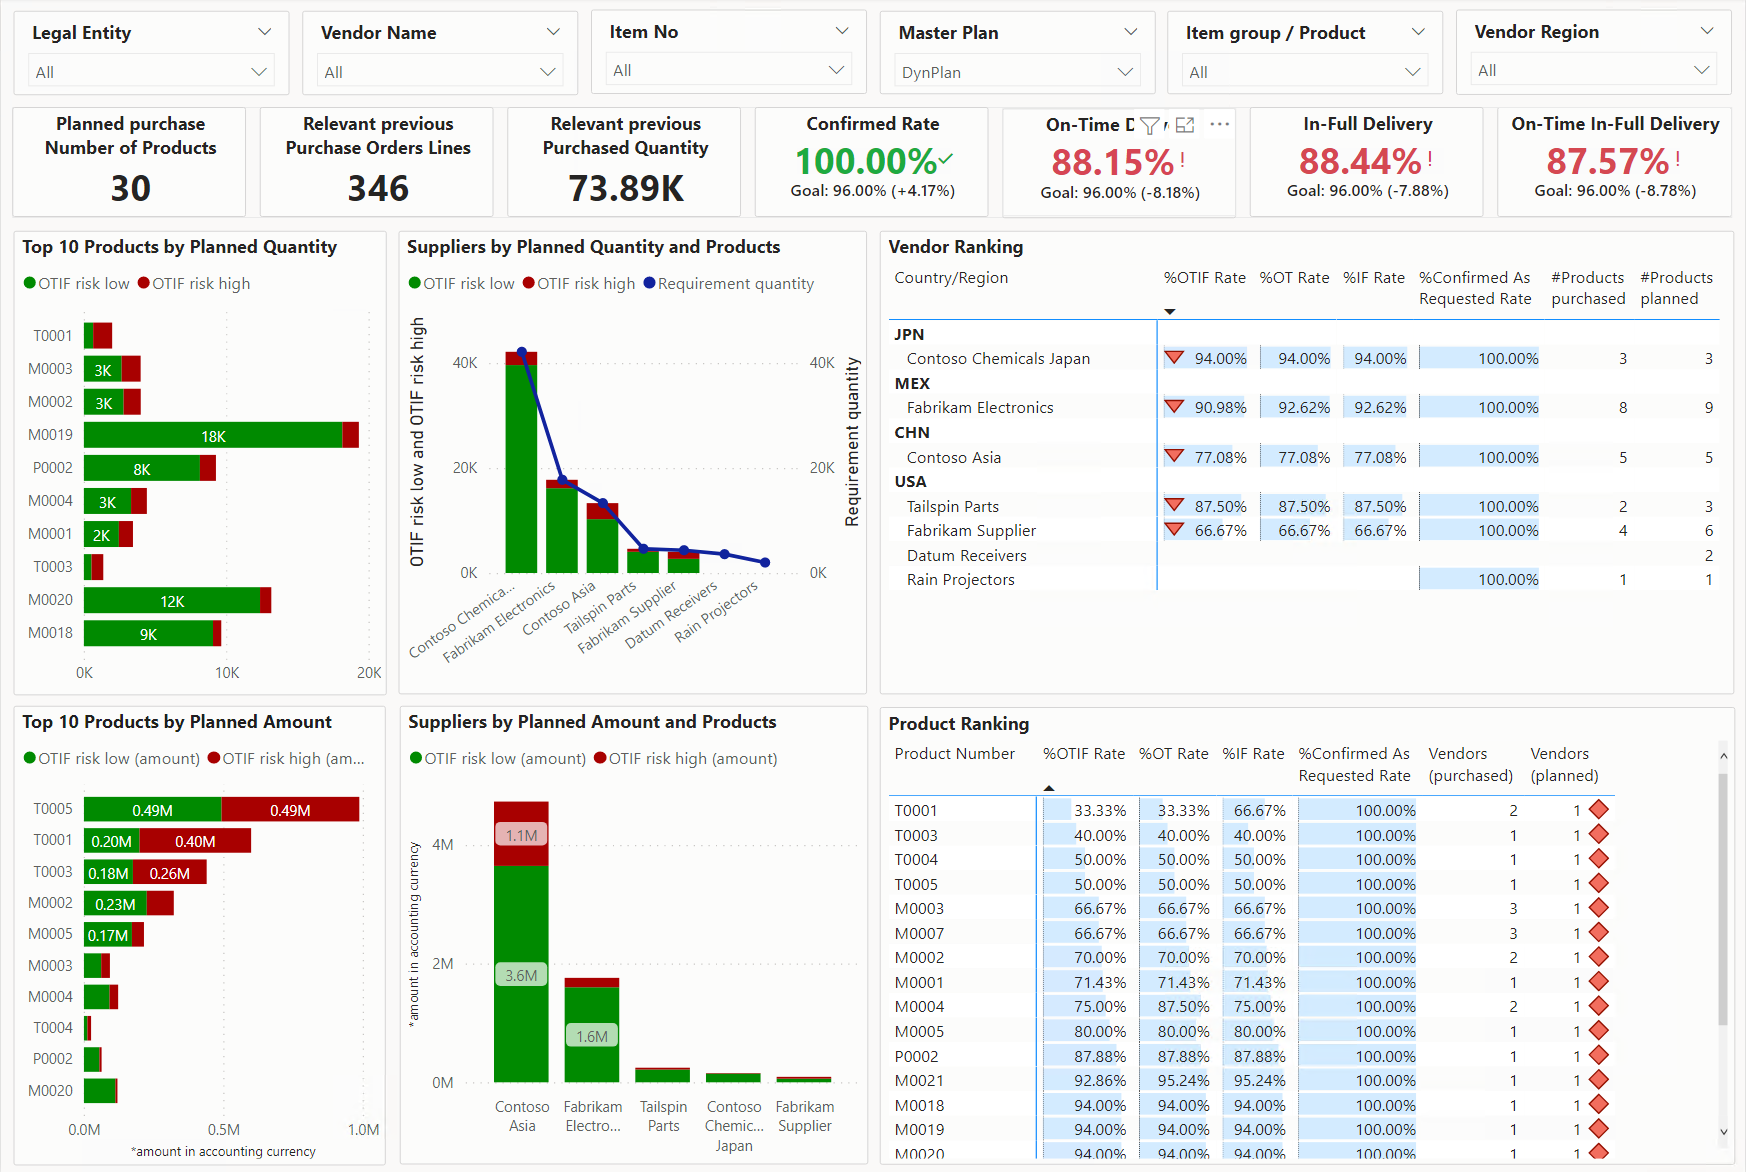 Legal Entity
All
Vendor Name
All
Item No
All
Master Plan
DynPlan
Item group / Product
All
Vendor Region
All
Planned purchase
Number of Products
30
Relevant previous
Purchase Orders Lines
346
Relevant previous
Purchased Quantity
73.89K
Confirmed Rate
100.00%
Goal: 96.00% (+4.17%)
On-Time
88.15% !
Goal: 96.00% (-8.18%)
In-Full Delivery
88.44% !
Goal: 96.00% (-7.88%)
On-Time In-Full Delivery
87.57% !
Goal: 96.00% (-8.78%)
Top 10 Products by Planned Quantity
OTIF risk low OTIF risk high
T0001
M0003 3K
M0002 3K
M0019 18K
P0002 8K
M0004 3K
M0001 2K
T0003
M0020 12K
M0018 9K
0K 10K 20K
Suppliers by Planned Quantity and Products
OTIF risk low OTIF risk high Requirement quantity
OTIF risk low and OTIF risk high
40K 40K
20K 20K
0K 0K
Requirement quantity
Contoso Chemica...
Fabrikam Electronics
Contoso Asia
Tailspin Parts
Fabrikam Supplier
Datum Receivers
Rain Projectors
Vendor Ranking
Country/Region %OTIF Rate %OT Rate %IF Rate %Confirmed As Requested Rate #Products purchased #Products planned
JPN
Contoso Chemicals Japan 94.00% 94.00% 94.00% 100.00% 3 3
MEX
Fabrikam Electronics 90.98% 92.62% 92.62% 100.00% 8 9
CHN
Contoso Asia 77.08% 77.08% 77.08% 100.00% 5 5
USA
Tailspin Parts 87.50% 87.50% 87.50% 100.00% 2 3
Fabrikam Supplier 66.67% 66.67% 66.67% 100.00% 4 6
Datum Receivers 2
Rain Projectors 100.00% 1 1
Top 10 Products by Planned Amount
OTIF risk low (amount) OTIF risk high (am...
T0005 0.49M 0.49M
T0001 0.20M 0.40M
T0003 0.18M 0.26M
M0002 0.23M
M0005 0.17M
M0003
M0004
T0004
P0002
M0020
0.0M 0.5M 1.0M
*amount in accounting currency
Suppliers by Planned Amount and Products
OTIF risk low (amount) OTIF risk high (amount)
*amount in accounting currency
4M
2M
0M
1.1M
3.6M
1.6M
Contoso Asia
Fabrikam Electro...
Tailspin Parts
Contoso Chemic... Japan
Fabrikam Supplier
Product Ranking
Product Number %OTIF Rate %OT Rate %IF Rate %Confirmed As Requested Rate Vendors (purchased) Vendors (planned)
T0001 33.33% 33.33% 66.67% 100.00% 2 1
T0003 40.00% 40.00% 40.00% 100.00% 1 1
T0004 50.00% 50.00% 50.00% 100.00% 1 1
T0005 50.00% 50.00% 50.00% 100.00% 1 1
M0003 66.67% 66.67% 66.67% 100.00% 3 1
M0007 66.67% 66.67% 66.67% 100.00% 3 1
M0002 70.00% 70.00% 70.00% 100.00% 2 1
M0001 71.43% 71.43% 71.43% 100.00% 1 1
M0004 75.00% 87.50% 75.00% 100.00% 2 1
M0005 80.00% 80.00% 80.00% 100.00% 1 1
P0002 87.88% 87.88% 87.88% 100.00% 1 1
M0021 92.86% 95.24% 95.24% 100.00% 1 1
M0018 94.00% 94.00% 94.00% 100.00% 1 1
M0019 94.00% 94.00% 94.00% 100.00% 1 1
M0020 94.00% 94.00% 94.00% 100.00% 1 1